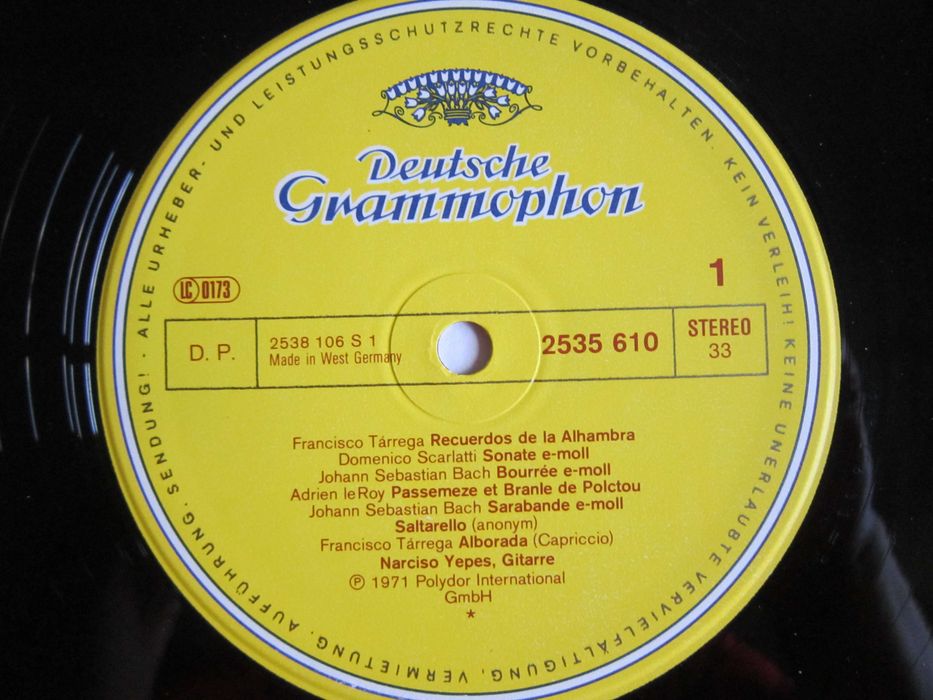 ALLE URHEBER- UND LEISTUNGSSCHUTZRECHTE VORBEHALTEN. KEIN VERLEIH! KEINE UNERLAUBTE VERVIELFÄLTIGUNG, VERMIETUNG, AUFFÜHRUNG, SENDUNG!
Deutsche
Grammophon
LC 0173
1
D. P.
2538 106 S 1
Made in West Germany
2535 610
STEREO
33
Francisco Tárrega Recuerdos de la Alhambra
Domenico Scarlatti Sonate e-moll
Johann Sebastian Bach Bourrée e-moll
Adrien le Roy Passemeze et Branle de Polctou
Johann Sebastian Bach Sarabande e-moll
Saltarello (anonym)
Francisco Tárrega Alborada (Capriccio)
Narciso Yepes, Gitarre
℗ 1971 Polydor International
GmbH
*